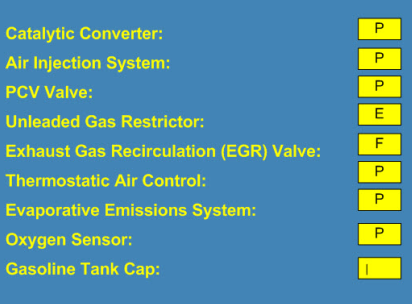 Catalytic Converter: P
Air Injection System: P
PCV Valve: P
Unleaded Gas Restrictor: E
Exhaust Gas Recirculation (EGR) Valve: F
Thermostatic Air Control: P
Evaporative Emissions System: P
Oxygen Sensor: P
Gasoline Tank Cap: